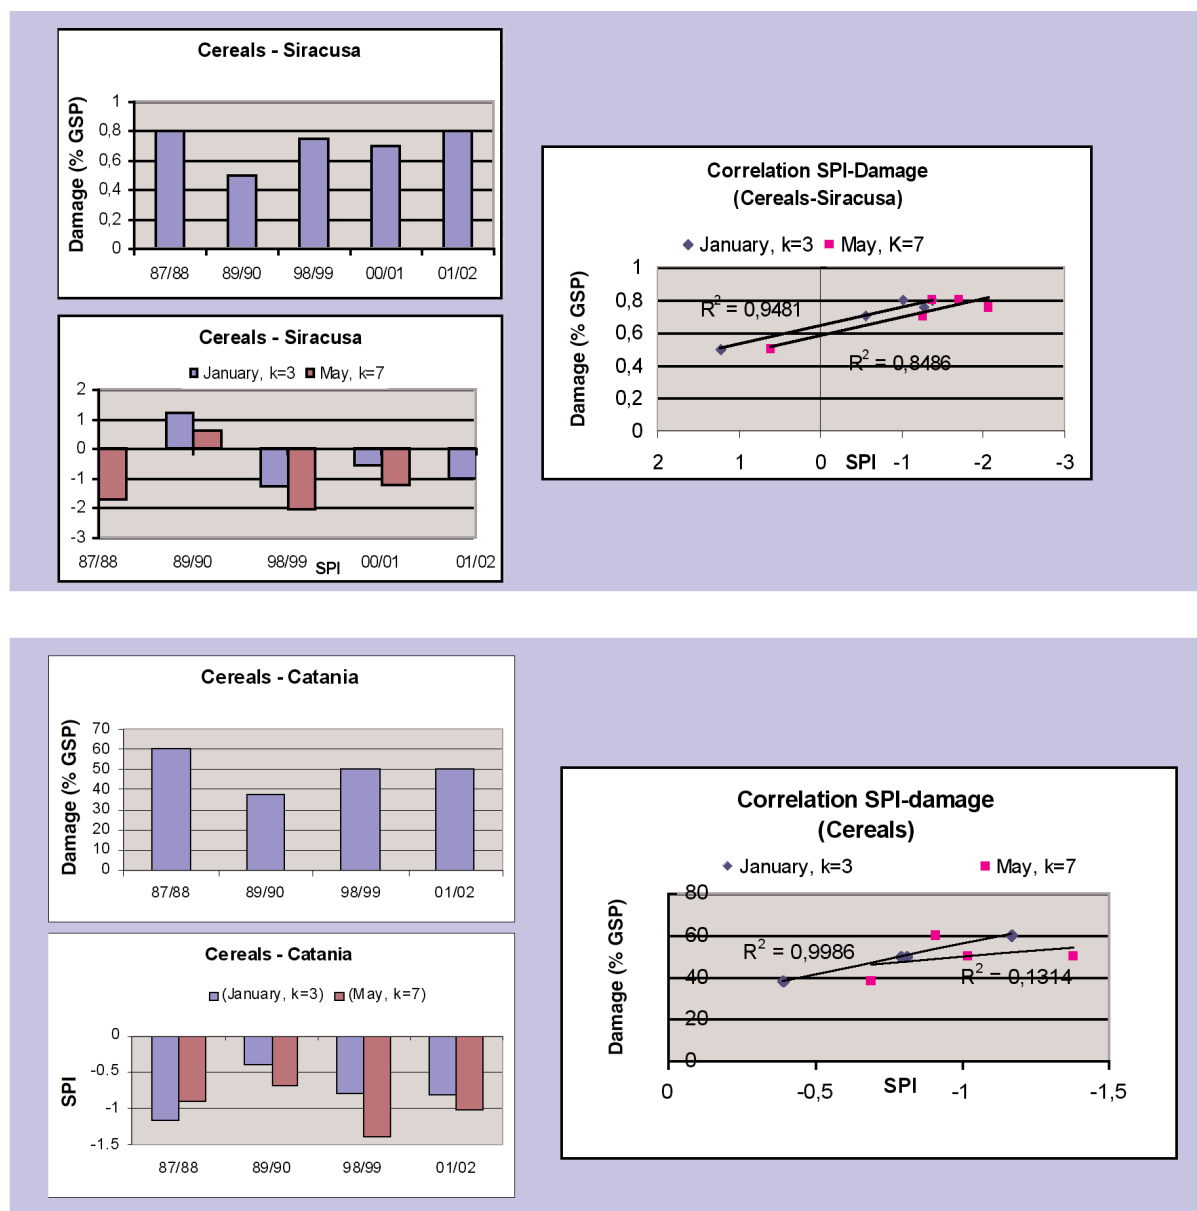 Cereals - Siracusa
Damage (% GSP)
1
0,8
0,6
0,4
0,2
0
87/88 89/90 98/99 00/01 01/02
Cereals - Siracusa
January, k=3 May, k=7
2
1
0
-1
-2
-3
87/88 89/90 98/99 SPI 00/01 01/02
Correlation SPI-Damage
(Cereals-Siracusa)
January, k=3 May, K=7
Damage (% GSP)
1
0,8
0,6
0,4
0,2
0
R² = 0,9481
R² = 0,8486
2 1 0 SPI -1 -2 -3
Cereals - Catania
Damage (% GSP)
70
60
50
40
30
20
10
0
87/88 89/90 98/99 01/02
Cereals - Catania
(January, k=3) (May, k=7)
SPI
0
-0.5
-1
-1.5
87/88 89/90 98/99 01/02
Correlation SPI-damage
(Cereals)
January, k=3 May, k=7
Damage (% GSP)
80
60
40
20
0
R² = 0,9986
R² = 0,1314
0 -0,5 SPI -1 -1,5